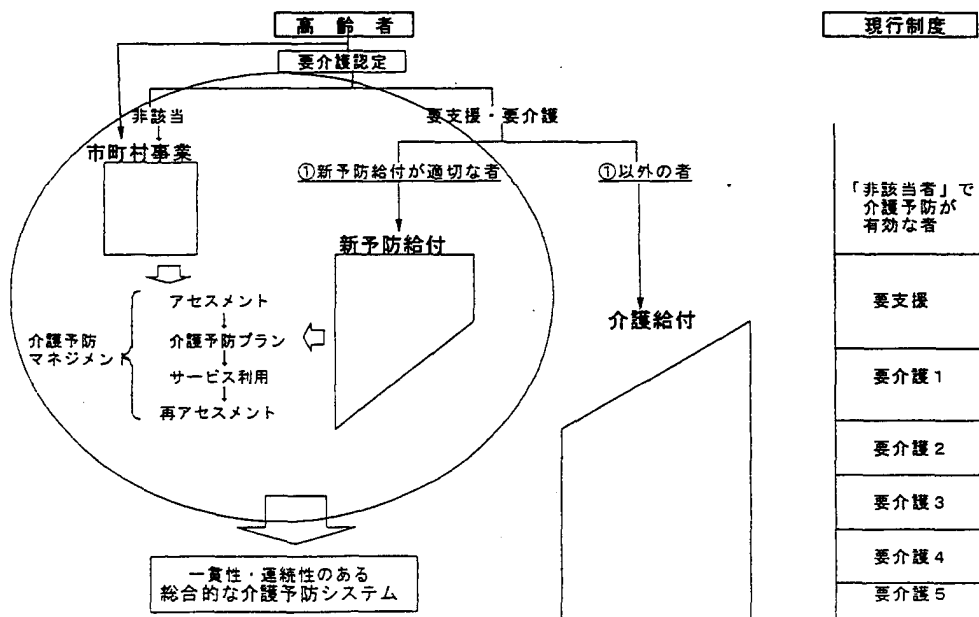 高齢者
現行制度
要介護認定
非該当
要支援・要介護
市町村事業
①新予防給付が適切な者
①以外の者
「非該当者」で
介護予防が
有効な者
新予防給付
アセスメント
介護予防
マネジメント
介護予防プラン
サービス利用
再アセスメント
介護給付
要支援
要介護1
要介護2
要介護3
要介護4
要介護5
一貫性・連続性のある
総合的な介護予防システム